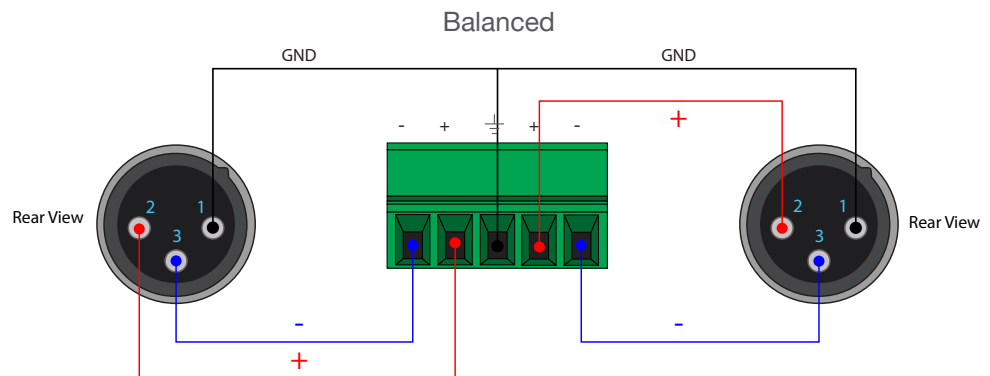 Balanced
GND GND
+
- + + -
2 1
3
Rear View
2 1
3
Rear View
- -
+